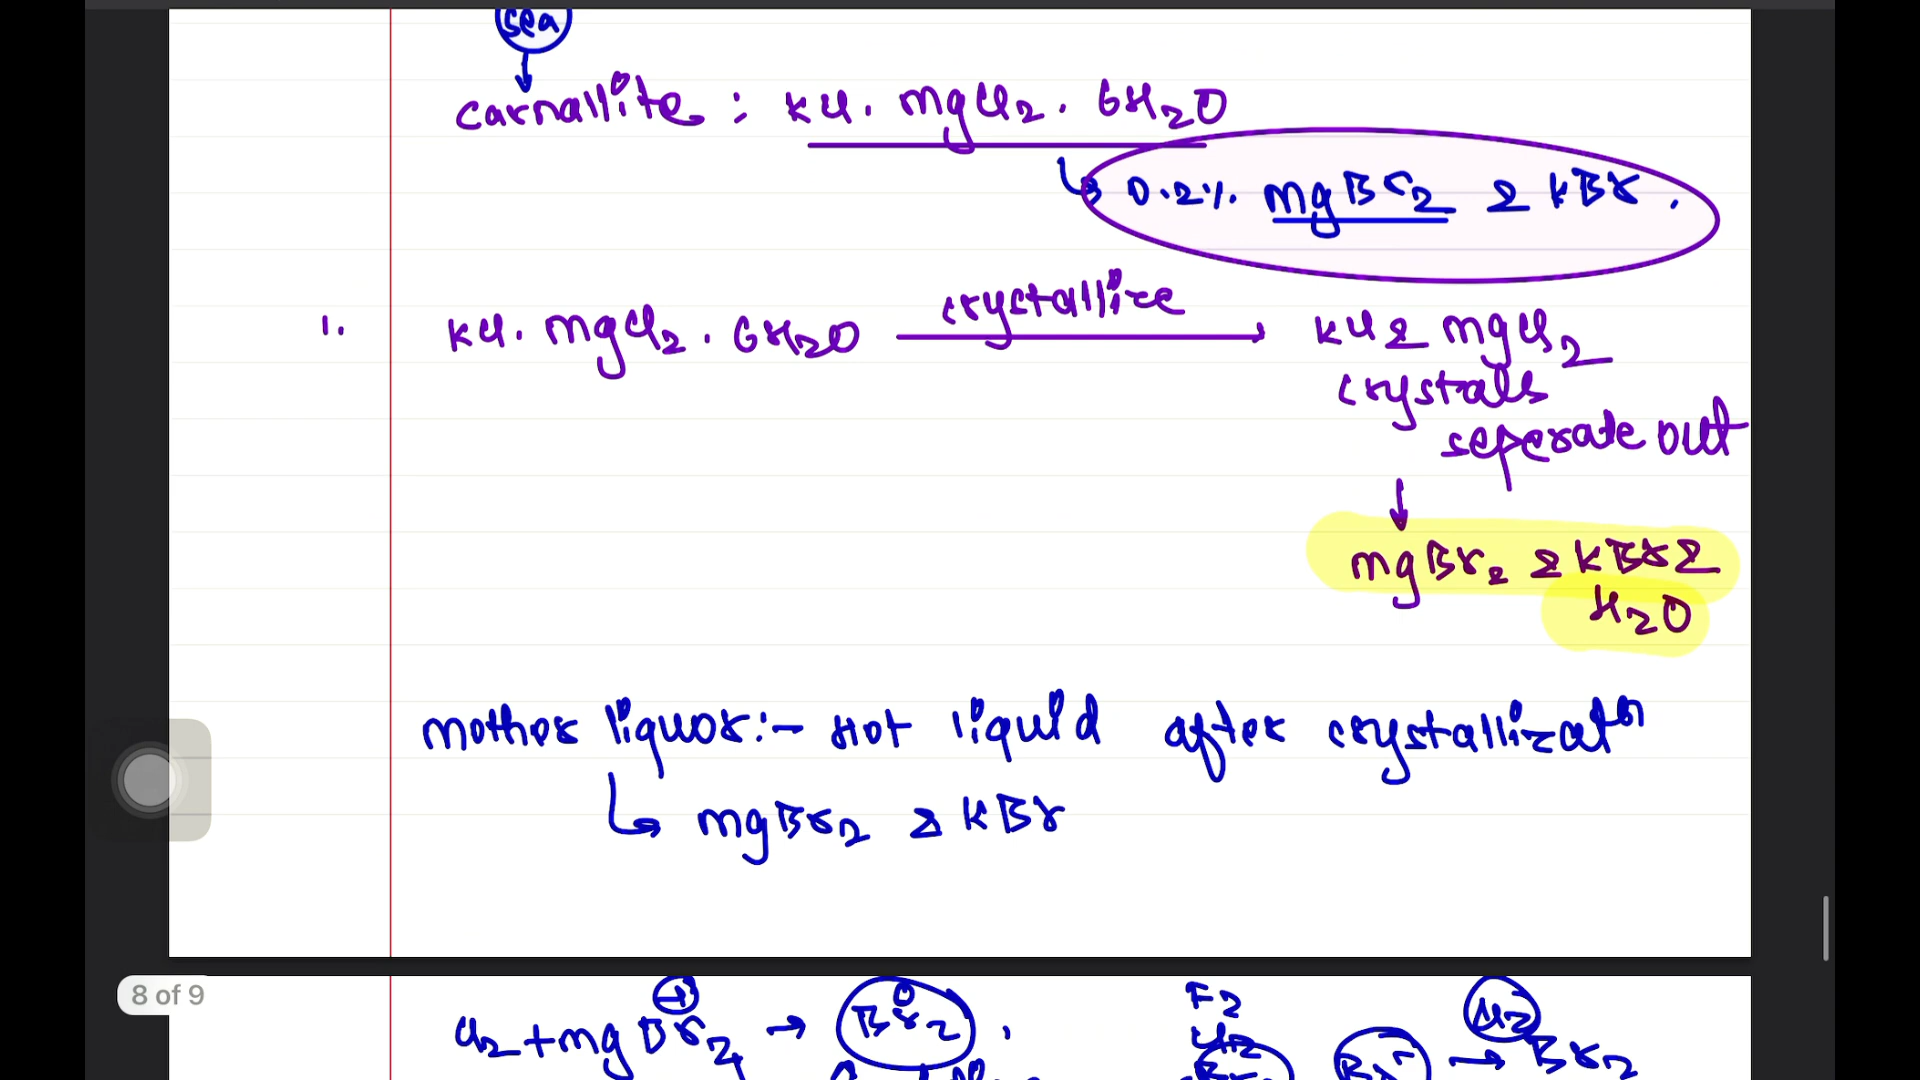 sea
carnallite : KCl. MgCl2. 6H2O
0.2%. MgBr2 & KBr.
1. KCl. MgCl2. 6H2O crystallize KCl & MgCl2
crystals
seperate out
MgBr2 & KBr &
H2O
mother liquor:- Hot liquid after crystallizatn
MgBr2 & KBr
8 of 9
Cl2 + MgBr2 → Br2 0
F2
Cl2
→ Br2